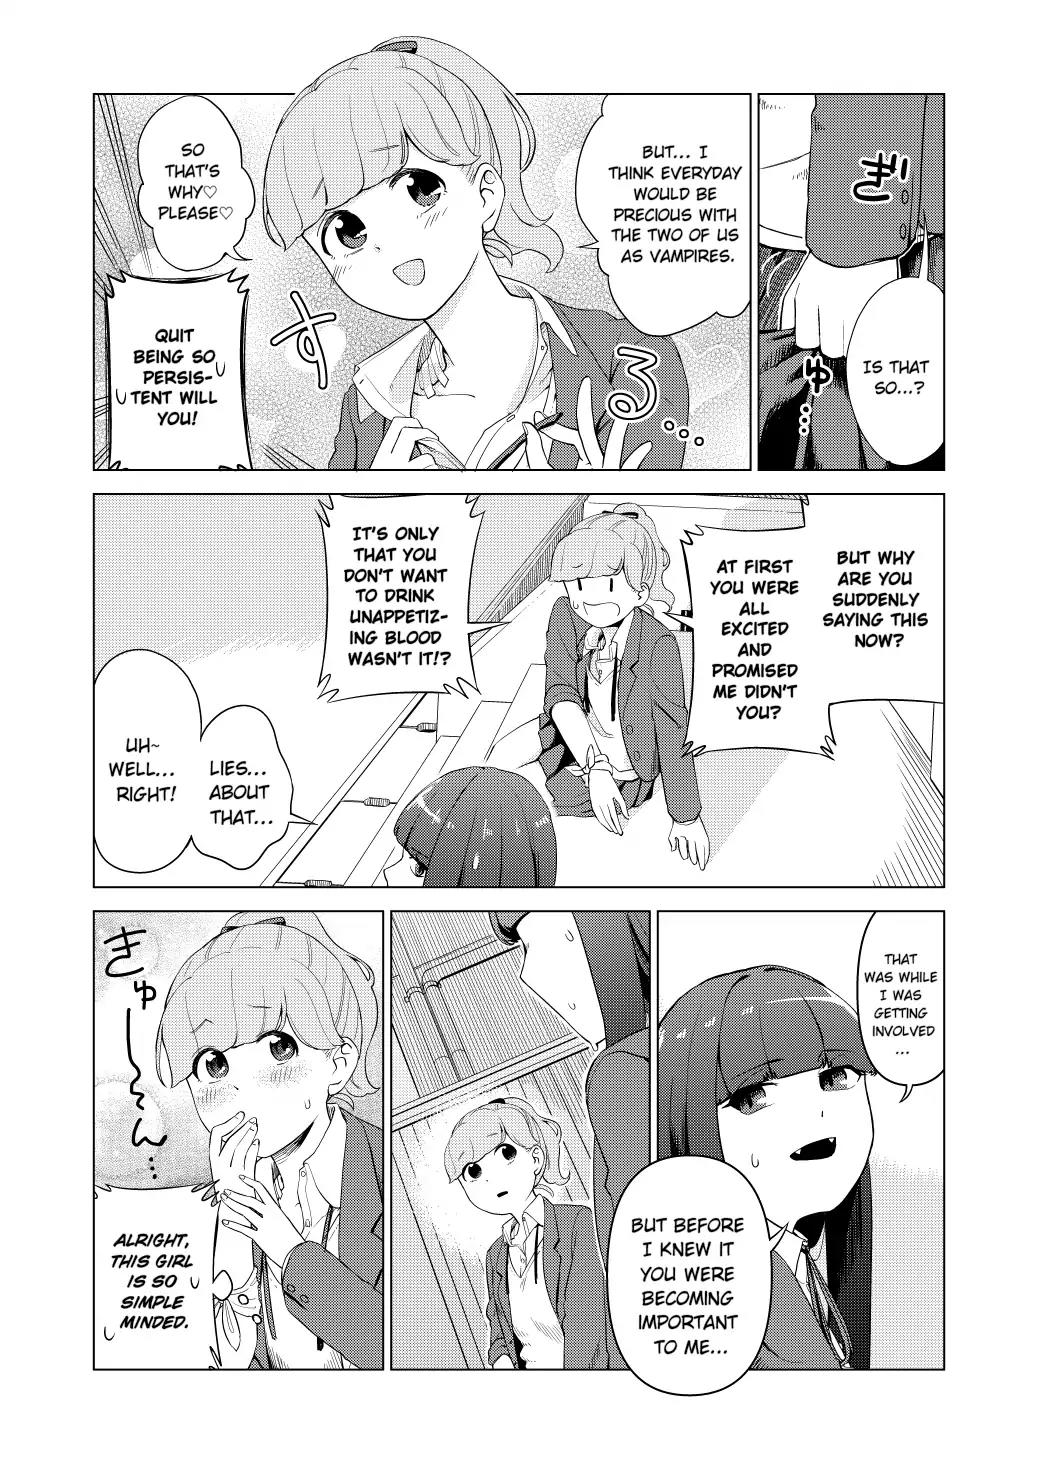 ぎ
ゅ
IS THAT
SO...?
BUT... I
THINK EVERYDAY
WOULD BE
PRECIOUS WITH
THE TWO OF US
AS VAMPIRES.
する
SO
THAT'S
WHY♡
PLEASE♡
QUIT
BEING SO
PERSIS-
TENT WILL
YOU!
BUT WHY
ARE YOU
SUDDENLY
SAYING THIS
NOW?
AT FIRST
YOU WERE
ALL
EXCITED
AND
PROMISED
ME DIDN'T
YOU?
IT'S ONLY
THAT YOU
DON'T WANT
TO DRINK
UNAPPETIZ-
ING BLOOD
WASN'T IT!?
LIES...
ABOUT
THAT...
UH~
WELL...
RIGHT!
THAT
WAS WHILE
I WAS
GETTING
INVOLVED
...
BUT BEFORE
I KNEW IT
YOU WERE
BECOMING
IMPORTANT
TO ME...
きゅーん…
ALRIGHT,
THIS GIRL
IS SO
SIMPLE
MINDED.